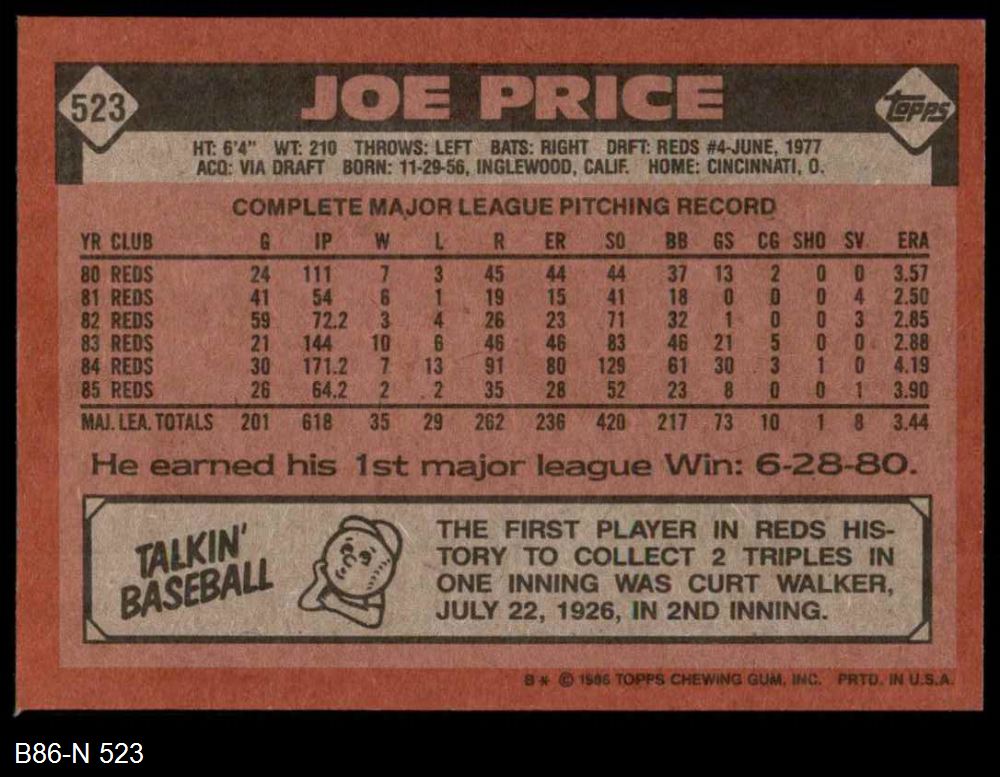 523
JOE PRICE
TOPPS
HT: 6'4" WT: 210 THROWS: LEFT BATS: RIGHT DRFT: REDS #4-JUNE, 1977
ACQ: VIA DRAFT BORN: 11-29-56, INGLEWOOD, CALIF. HOME: CINCINNATI, O.
COMPLETE MAJOR LEAGUE PITCHING RECORD
YR CLUB G IP W L R ER SO BB GS CG SHO SV ERA
80 REDS 24 111 7 3 45 44 44 37 13 2 0 0 3.57
81 REDS 41 54 6 1 19 15 41 18 0 0 0 4 2.50
82 REDS 59 72.2 3 4 26 23 71 32 1 0 0 3 2.85
83 REDS 21 144 10 6 46 46 83 46 21 5 0 0 2.88
84 REDS 30 171.2 7 13 91 80 129 61 30 3 1 0 4.19
85 REDS 26 64.2 2 2 35 28 52 23 8 0 0 1 3.90
MAJ. LEA. TOTALS 201 618 35 29 262 236 420 217 73 10 1 8 3.44
He earned his 1st major league Win: 6-28-80.
TALKIN'
BASEBALL
THE FIRST PLAYER IN REDS HIS-
TORY TO COLLECT 2 TRIPLES IN
ONE INNING WAS CURT WALKER,
JULY 22, 1926, IN 2ND INNING.
B * © 1986 TOPPS CHEWING GUM, INC. PRTD. IN U.S.A.
B86-N 523